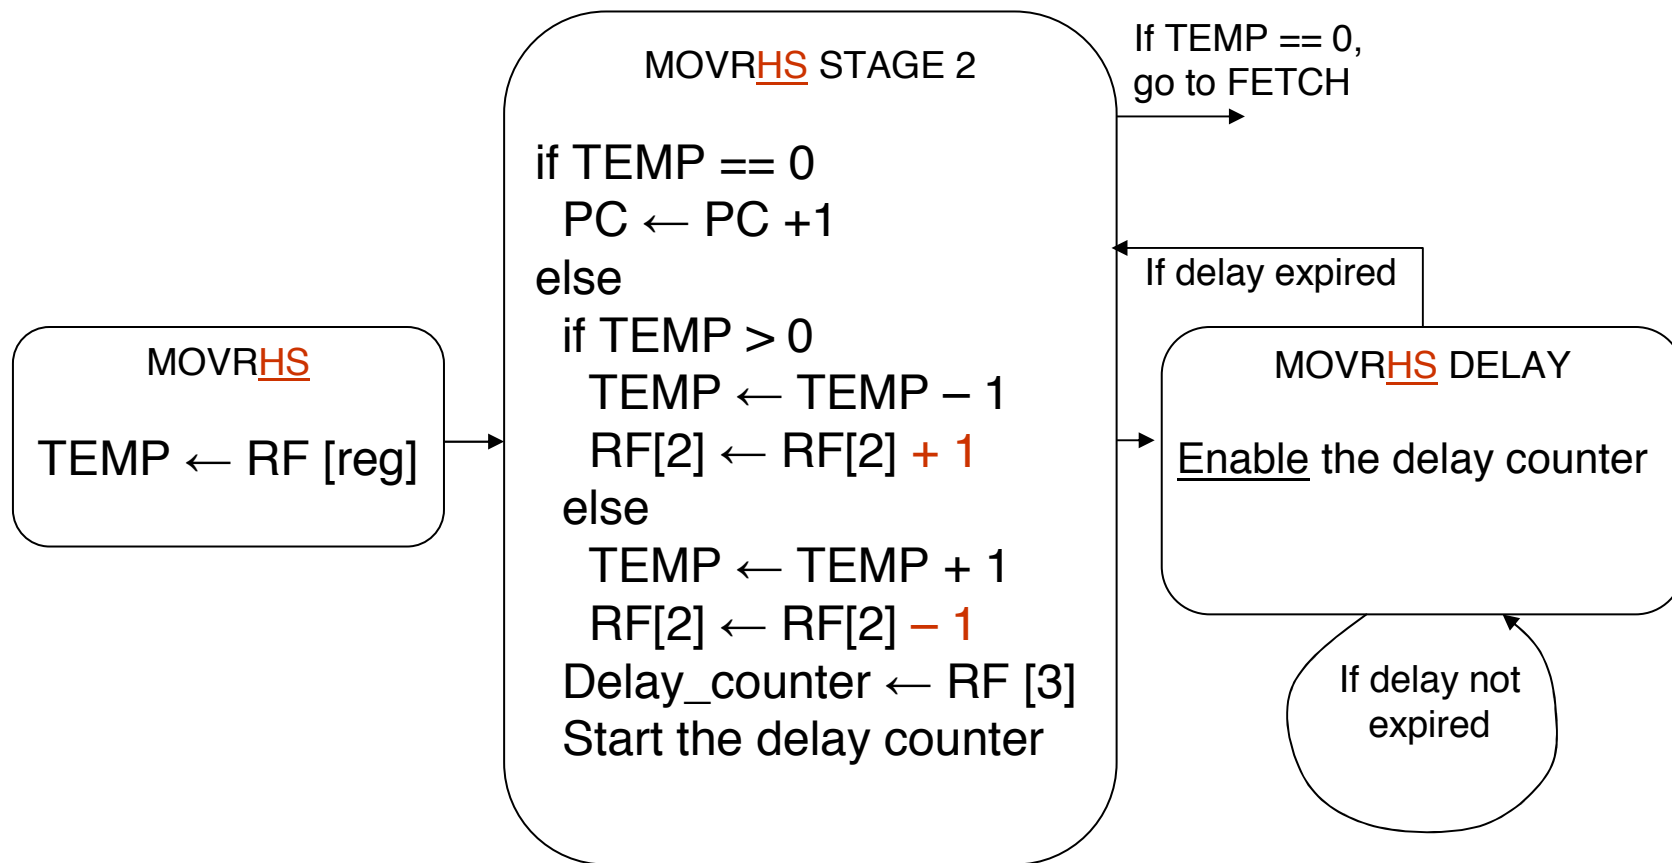 MOVRHS
TEMP ← RF [reg]
MOVRHS STAGE 2
if TEMP == 0
PC ← PC +1
else
if TEMP > 0
TEMP ← TEMP – 1
RF[2] ← RF[2] + 1
else
TEMP ← TEMP + 1
RF[2] ← RF[2] – 1
Delay_counter ← RF [3]
Start the delay counter
If TEMP == 0,
go to FETCH
If delay expired
MOVRHS DELAY
Enable the delay counter
If delay not
expired